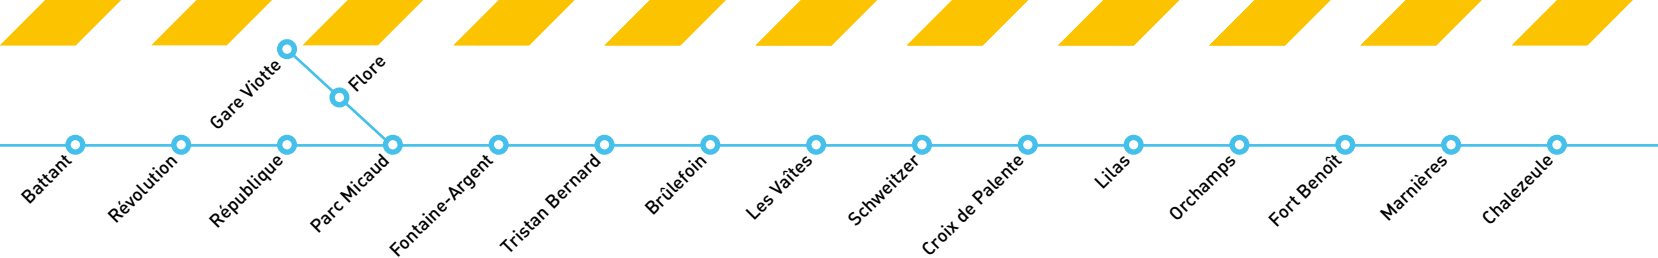 Gare Viotte
Flore
Battant
Révolution
République
Parc Micaud
Fontaine-Argent
Tristan Bernard
Brûlefoin
Les Vaîtes
Schweitzer
Croix de Palente
Lilas
Orchamps
Fort Benoît
Marnières
Chalezeule